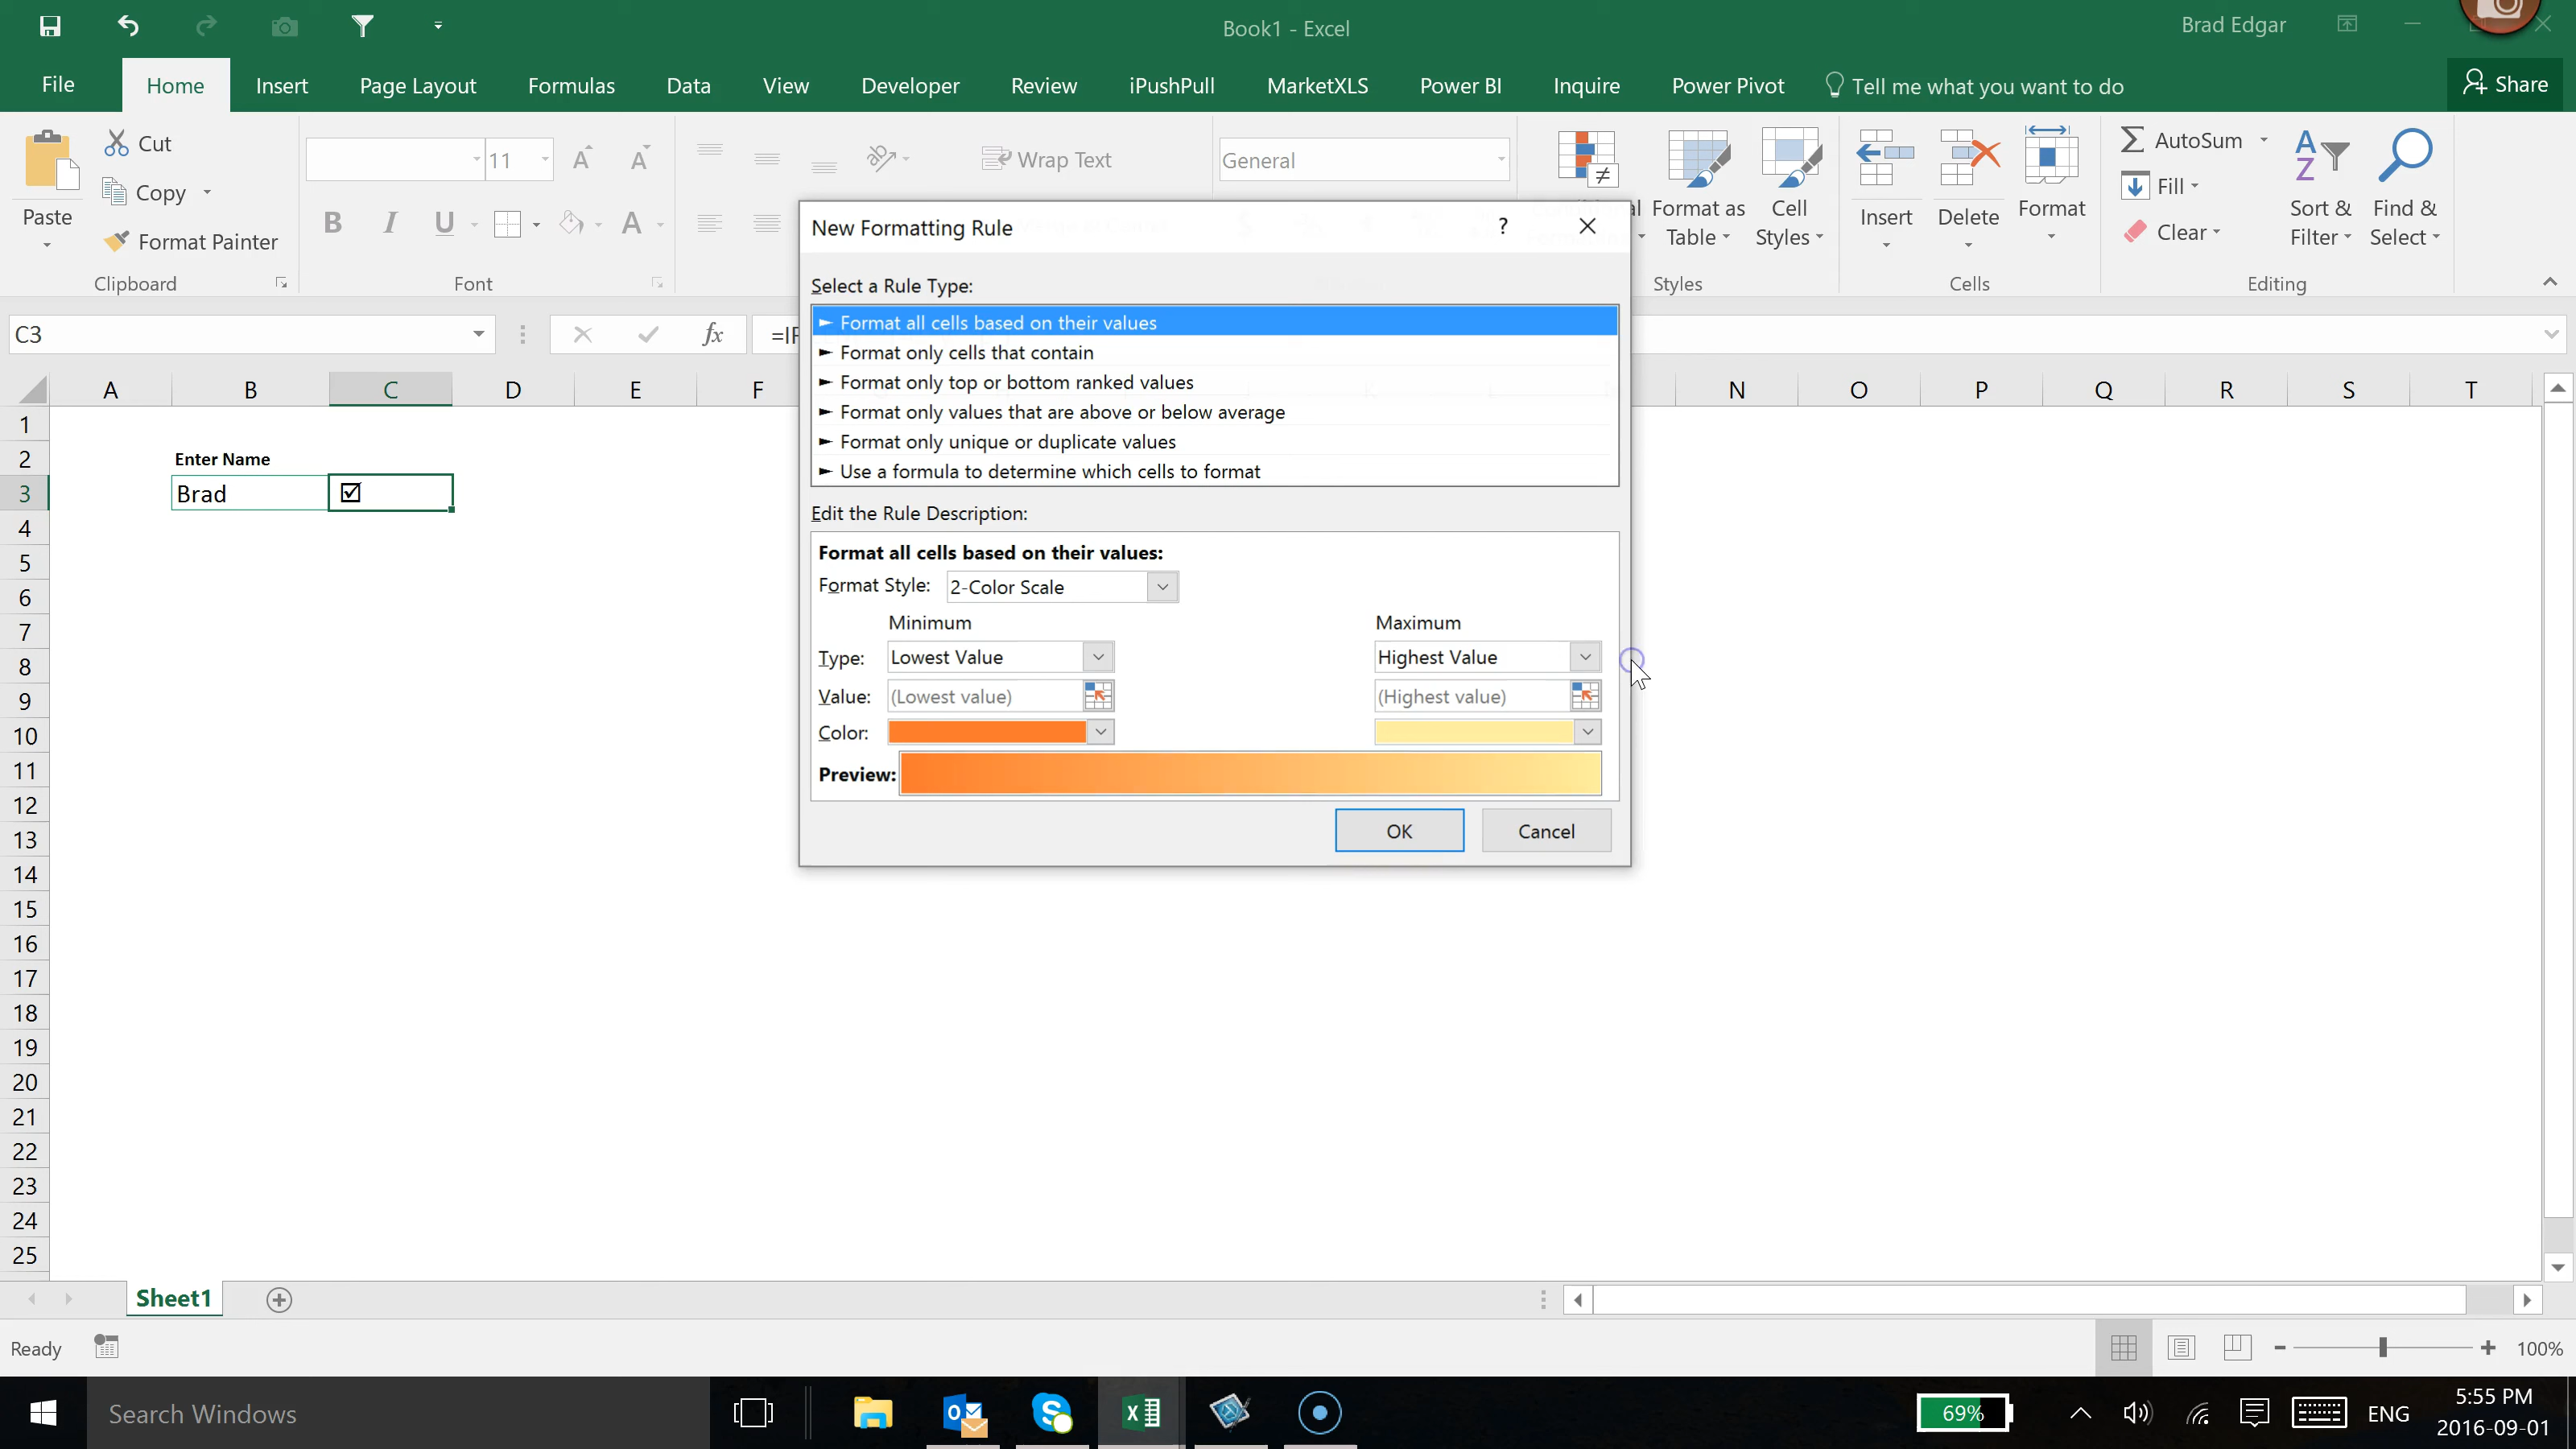 Book1 - Excel
Brad Edgar
File
Home
Insert
Page Layout
Formulas
Data
View
Developer
Review
iPushPull
MarketXLS
Power BI
Inquire
Power Pivot
Tell me what you want to do
Share
Paste
Cut
Copy
Format Painter
Clipboard
11
B I U
Font
Wrap Text
General
Format as Table
Cell Styles
Styles
Insert
Delete
Format
Cells
AutoSum
Fill
Clear
Sort & Filter
Find & Select
Editing
C3
fx
=IF
A B C D E F N O P Q R S T
1
2 Enter Name
3 Brad ☑
4
5
6
7
8
9
10
11
12
13
14
15
16
17
18
19
20
21
22
23
24
25
New Formatting Rule
?
Select a Rule Type:
► Format all cells based on their values
► Format only cells that contain
► Format only top or bottom ranked values
► Format only values that are above or below average
► Format only unique or duplicate values
► Use a formula to determine which cells to format
Edit the Rule Description:
Format all cells based on their values:
Format Style: 2-Color Scale
Minimum Maximum
Type: Lowest Value Highest Value
Value: (Lowest value) (Highest value)
Color:
Preview:
OK Cancel
Sheet1
Ready
100%
Search Windows
69%
ENG
5:55 PM
2016-09-01